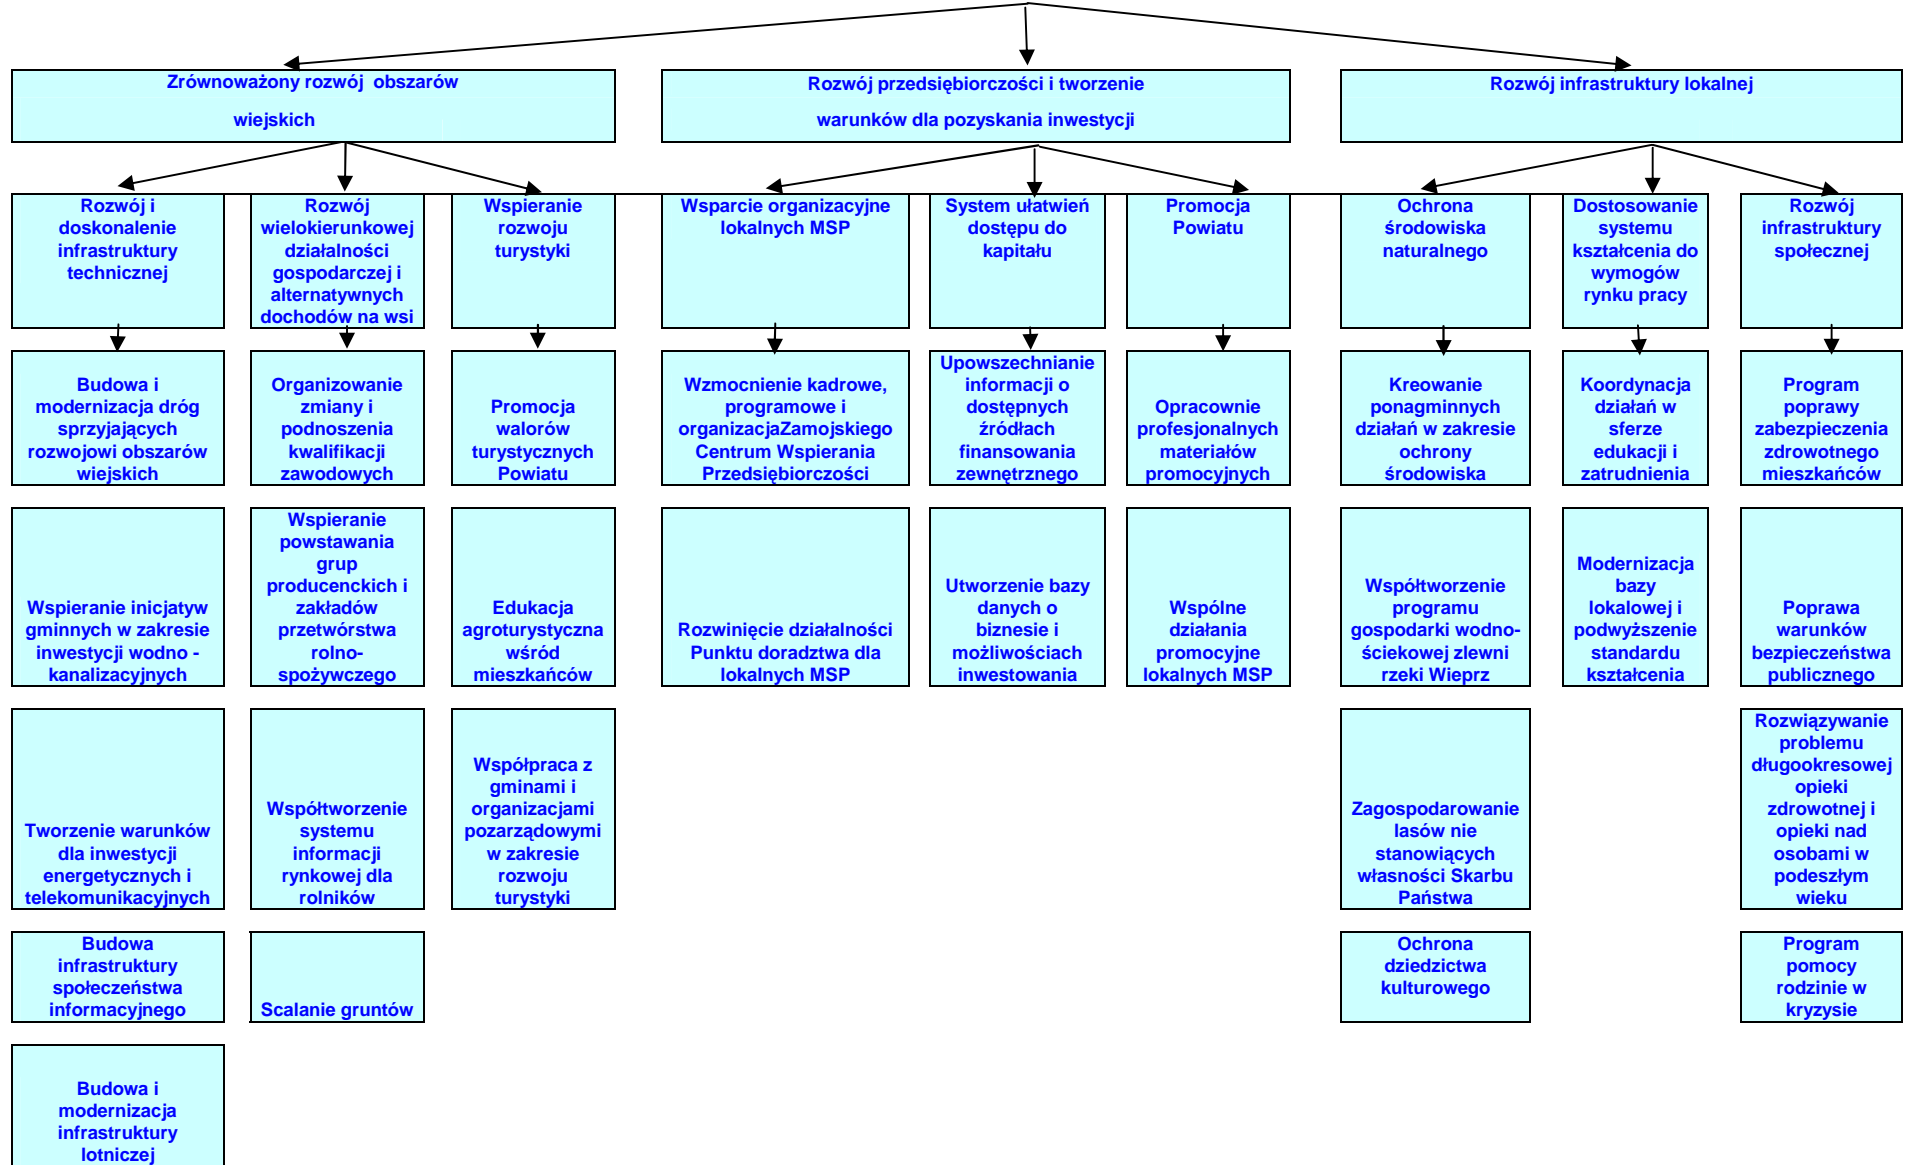 Zrównoważony rozwój obszarów
wiejskich
Rozwój przedsiębiorczości i tworzenie
warunków dla pozyskania inwestycji
Rozwój infrastruktury lokalnej
Rozwój i
doskonalenie
infrastruktury
technicznej
Rozwój
wielokierunkowej
działalności
gospodarczej i
alternatywnych
dochodów na wsi
Wspieranie
rozwoju
turystyki
Wsparcie organizacyjne
lokalnych MSP
System ułatwień
dostępu do
kapitału
Promocja
Powiatu
Ochrona
środowiska
naturalnego
Dostosowanie
systemu
kształcenia do
wymogów
rynku pracy
Rozwój
infrastruktury
społecznej
Budowa i
modernizacja dróg
sprzyjających
rozwojowi obszarów
wiejskich
Organizowanie
zmiany i
podnoszenia
kwalifikacji
zawodowych
Promocja
walorów
turystycznych
Powiatu
Wzmocnienie kadrowe,
programowe i
organizacjaZamojskiego
Centrum Wspierania
Przedsiębiorczości
Upowszechnianie
informacji o
dostępnych
źródłach
finansowania
zewnętrznego
Opracownie
profesjonalnych
materiałów
promocyjnych
Kreowanie
ponagminnych
działań w zakresie
ochrony
środowiska
Koordynacja
działań w
sferze
edukacji i
zatrudnienia
Program
poprawy
zabezpieczenia
zdrowotnego
mieszkańców
Wspieranie inicjatyw
gminnych w zakresie
inwestycji wodno -
kanalizacyjnych
Wspieranie
powstawania
grup
producenckich i
zakładów
przetwórstwa
rolno-
spożywczego
Edukacja
agroturystyczna
wśród
mieszkańców
Rozwinięcie działalności
Punktu doradztwa dla
lokalnych MSP
Utworzenie bazy
danych o
biznesie i
możliwościach
inwestowania
Wspólne
działania
promocyjne
lokalnych MSP
Współtworzenie
programu
gospodarki wodno-
ściekowej zlewni
rzeki Wieprz
Modernizacja
bazy
lokalowej i
podwyższenie
standardu
kształcenia
Poprawa
warunków
bezpieczeństwa
publicznego
Tworzenie warunków
dla inwestycji
energetycznych i
telekomunikacyjnych
Współtworzenie
systemu
informacji
rynkowej dla
rolników
Współpraca z
gminami i
organizacjami
pozarządowymi
w zakresie
rozwoju
turystyki
Zagospodarowanie
lasów nie
stanowiących
własności Skarbu
Państwa
Rozwiązywanie
problemu
długookresowej
opieki
zdrowotnej i
opieki nad
osobami w
podeszłym
wieku
Budowa
infrastruktury
społeczeństwa
informacyjnego
Scalanie gruntów
Ochrona
dziedzictwa
kulturowego
Program
pomocy
rodzinie w
kryzysie
Budowa i
modernizacja
infrastruktury
lotniczej